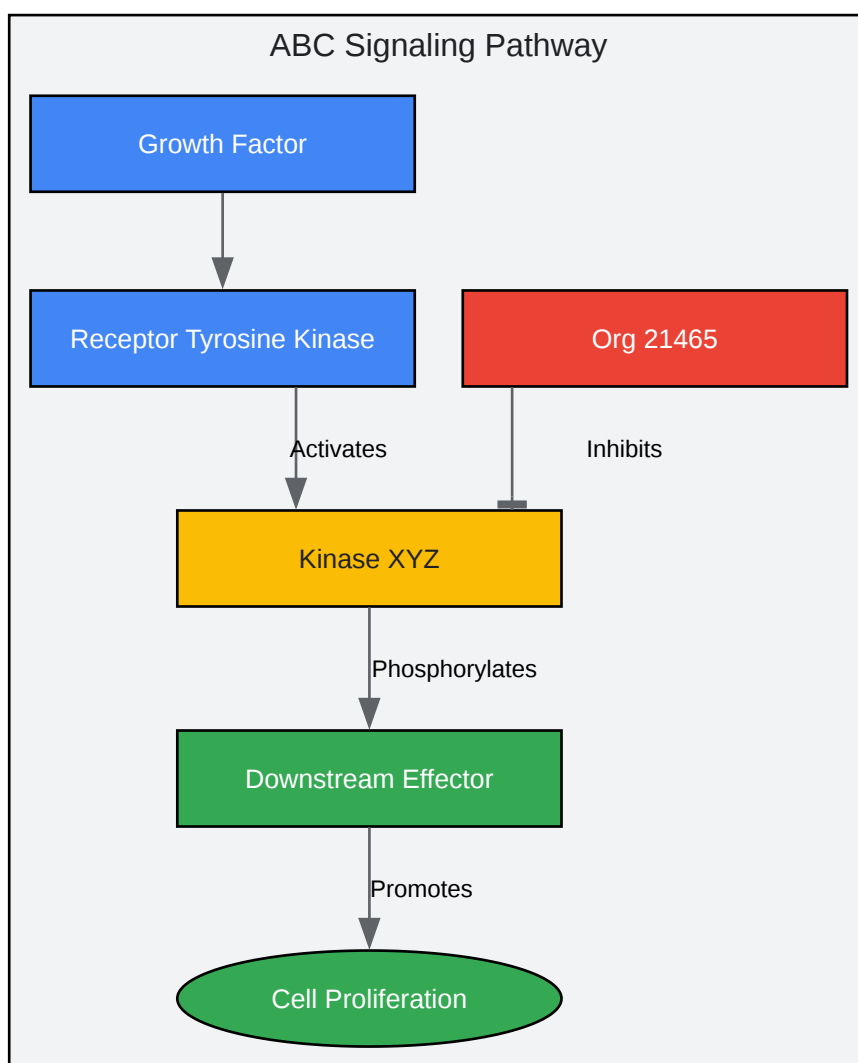 ABC Signaling Pathway
Growth Factor
Receptor Tyrosine Kinase
Org 21465
Activates
Inhibits
Kinase XYZ
Phosphorylates
Downstream Effector
Promotes
Cell Proliferation